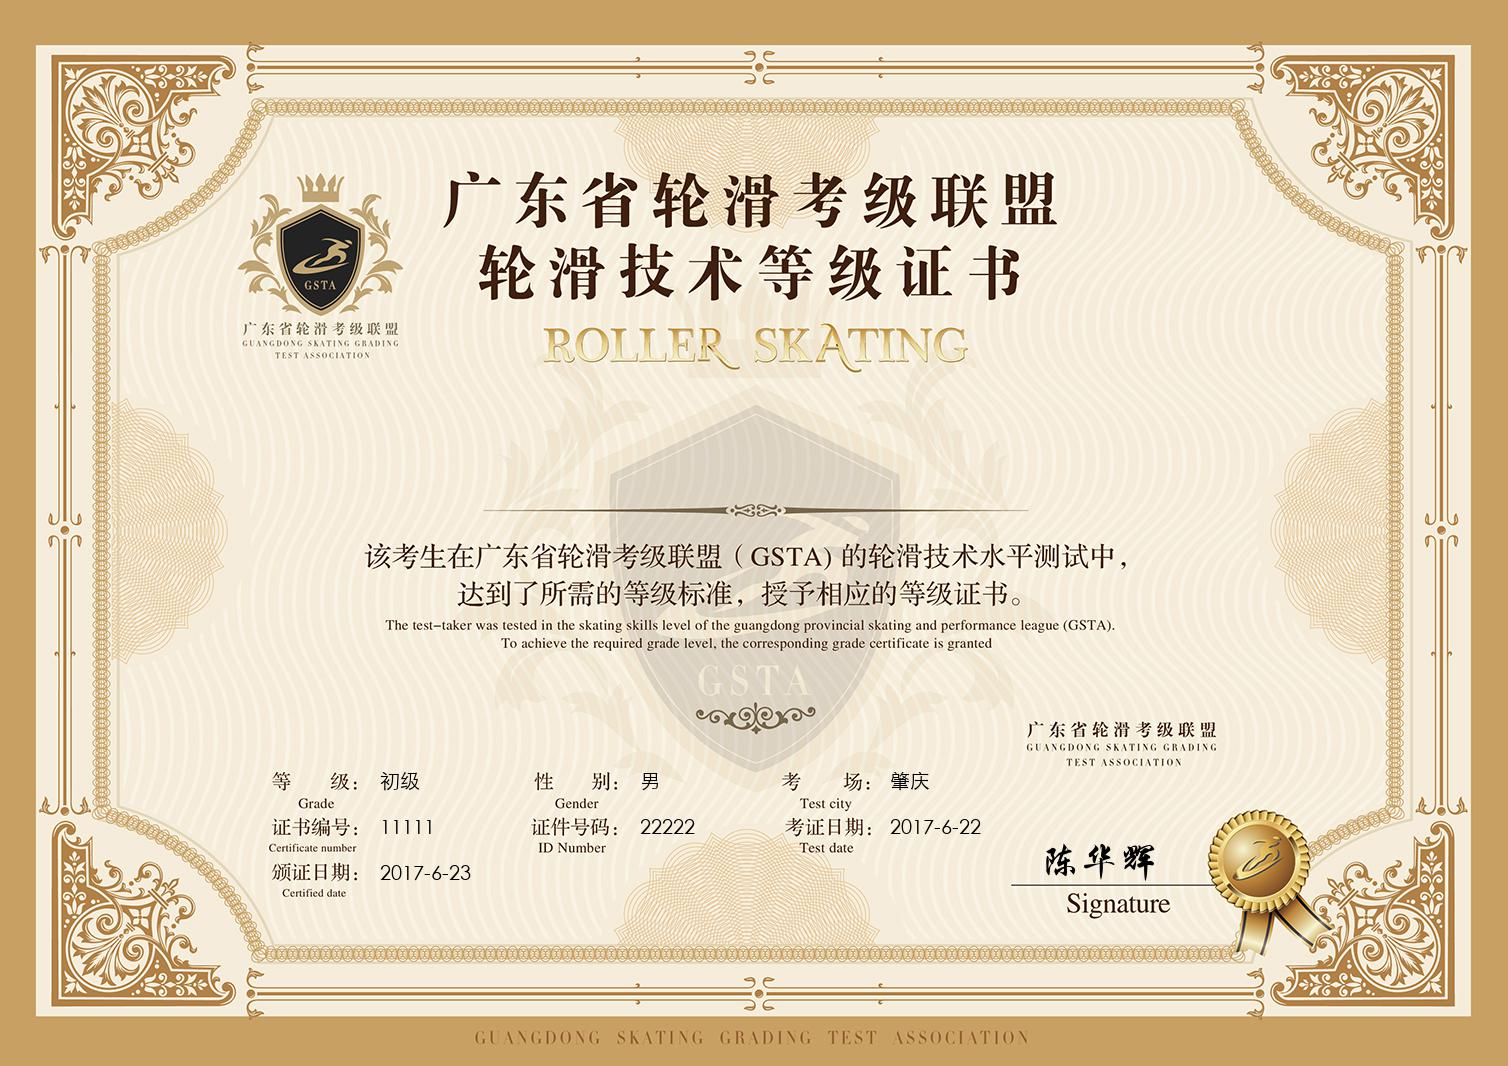 广东省轮滑考级联盟
轮滑技术等级证书
ROLLER SKATING
GSTA
广东省轮滑考级联盟
GUANGDONG SKATING GRADING
TEST ASSOCIATION
该考生在广东省轮滑考级联盟（GSTA) 的轮滑技术水平测试中，
达到了所需的等级标准，授予相应的等级证书。
The test-taker was tested in the skating skills level of the guangdong provincial skating and performance league (GSTA).
To achieve the required grade level, the corresponding grade certificate is granted
GSTA
广东省轮滑考级联盟
GUANGDONG SKATING GRADING
TEST ASSOCIATION
等 级： 初级 性 别： 男 考 场： 肇庆
Grade Gender Test city
证书编号： 11111 证件号码： 22222 考证日期： 2017-6-22
Certificate number ID Number Test date
颁证日期： 2017-6-23
Certified date
陈华辉
Signature
GUANGDONG SKATING GRADING TEST ASSOCIATION